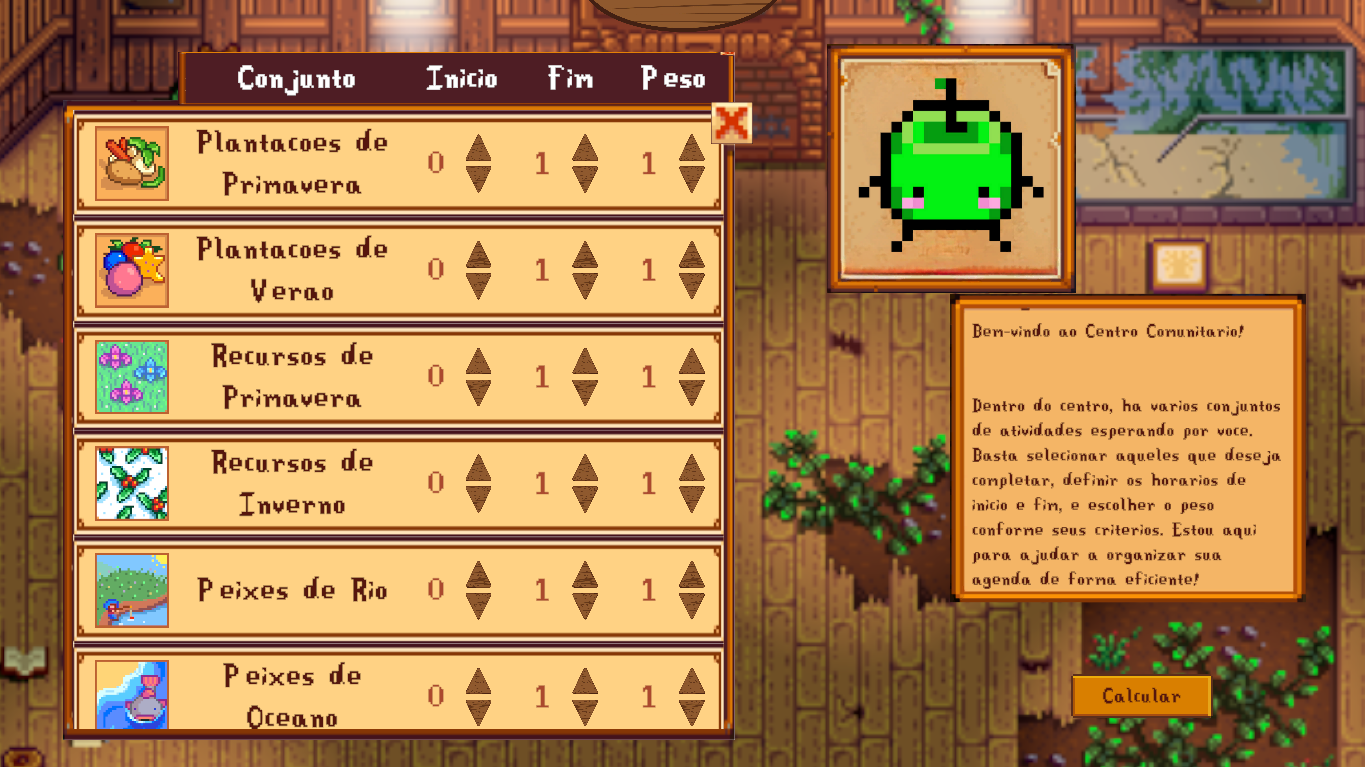 Conjunto Inicio Fim Peso
Plantacoes de
Primavera
0 1 1
Plantacoes de
Verao
0 1 1
Recursos de
Primavera
0 1 1
Recursos de
Inverno
0 1 1
Peixes de Rio 0 1 1
Peixes de
Oceano
0 1 1
Bem-vindo ao Centro Comunitario!
Dentro do centro, ha varios conjuntos
de atividades esperando por voce.
Basta selecionar aqueles que deseja
completar, definir os horarios de
inicio e fim, e escolher o peso
conforme seus criterios. Estou aqui
para ajudar a organizar sua
agenda de forma eficiente!
Calcular